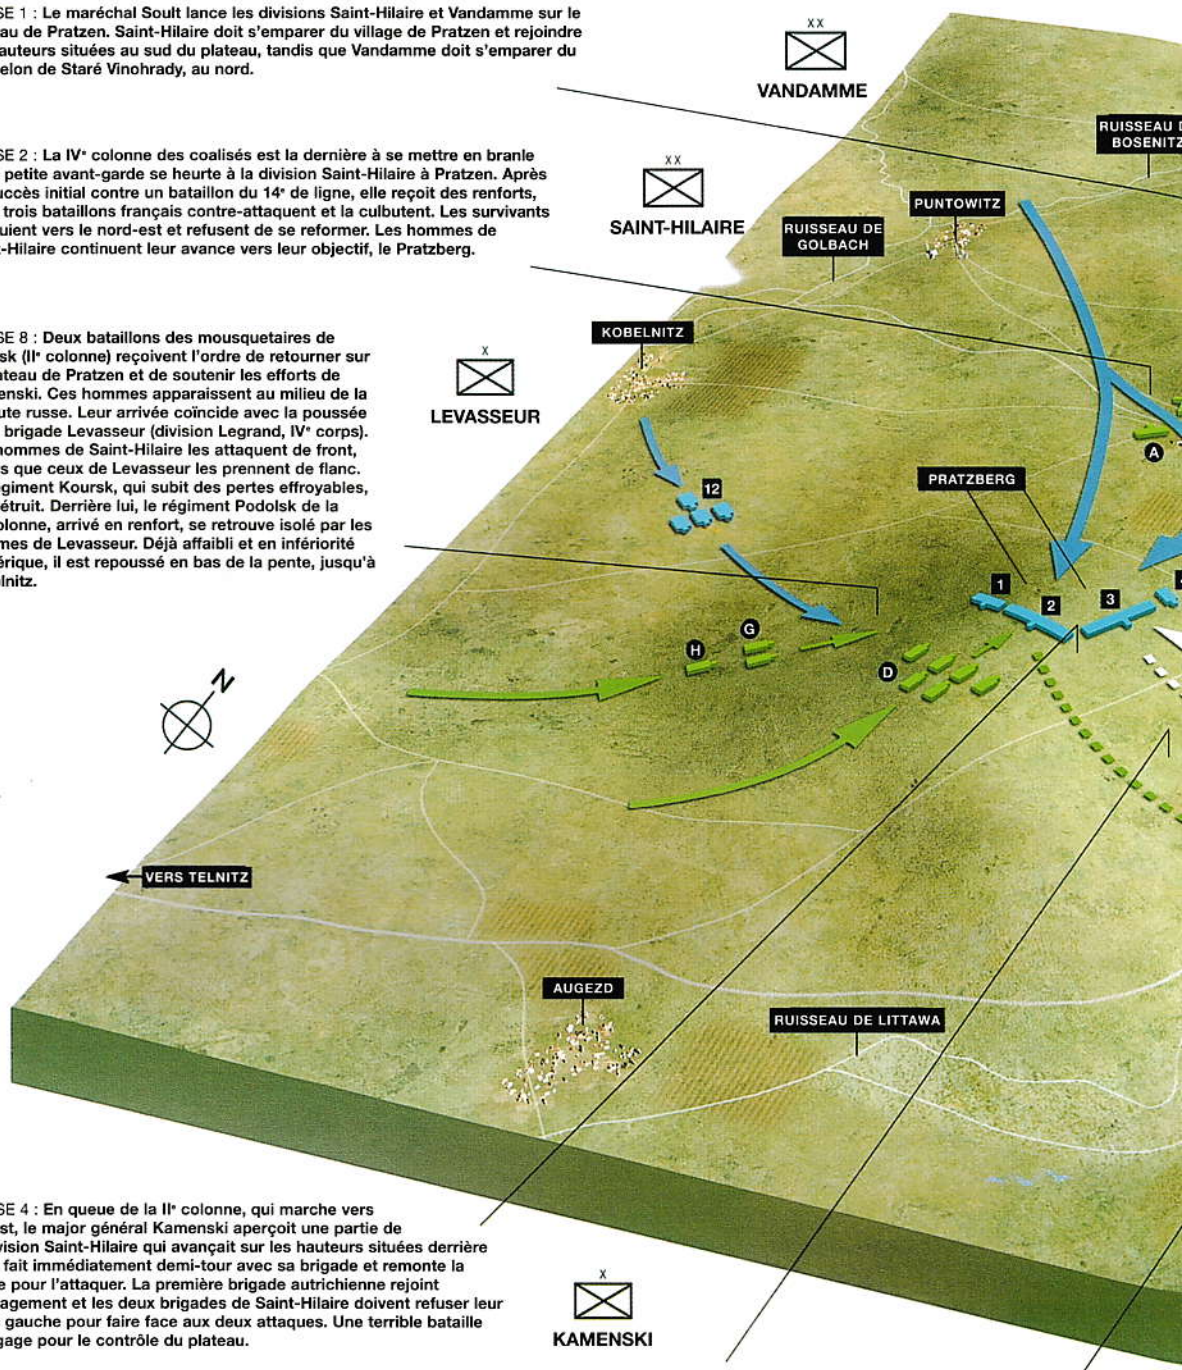 SE 1 : Le maréchal Soult lance les divisions Saint-Hilaire et Vandamme sur le
au de Pratzen. Saint-Hilaire doit s'emparer du village de Pratzen et rejoindre
auteurs situées au sud du plateau, tandis que Vandamme doit s'emparer du
elon de Staré Vinohrady, au nord.
XX
VANDAMME
RUISSEAU D
BOSENITZ
SE 2 : La IVe colonne des coalisés est la dernière à se mettre en branle
petite avant-garde se heurte à la division Saint-Hilaire à Pratzen. Après
uccès initial contre un bataillon du 14e de ligne, elle reçoit des renforts,
trois bataillons français contre-attaquent et la culbutent. Les survivants
uient vers le nord-est et refusent de se reformer. Les hommes de
t-Hilaire continuent leur avance vers leur objectif, le Pratzberg.
XX
SAINT-HILAIRE
PUNTOWITZ
RUISSEAU DE
GOLBACH
KOBELNITZ
SE 8 : Deux bataillons des mousquetaires de
sk (IIe colonne) reçoivent l'ordre de retourner sur
ateau de Pratzen et de soutenir les efforts de
enski. Ces hommes apparaissent au milieu de la
ute russe. Leur arrivée coïncide avec la poussée
brigade Levasseur (division Legrand, IVe corps).
hommes de Saint-Hilaire les attaquent de front,
s que ceux de Levasseur les prennent de flanc.
égiment Koursk, qui subit des pertes effroyables,
étruit. Derrière lui, le régiment Podolsk de la
olonne, arrivé en renfort, se retrouve isolé par les
mes de Levasseur. Déjà affaibli et en infériorité
érique, il est repoussé en bas de la pente, jusqu'à
lnitz.
X
LEVASSEUR
A
PRATZBERG
12
1
2
3
G
H
D
N
VERS TELNITZ
AUGEZD
RUISSEAU DE LITTAWA
SE 4 : En queue de la IIe colonne, qui marche vers
st, le major général Kamenski aperçoit une partie de
vision Saint-Hilaire qui avançait sur les hauteurs situées derrière
fait immédiatement demi-tour avec sa brigade et remonte la
e pour l'attaquer. La première brigade autrichienne rejoint
agement et les deux brigades de Saint-Hilaire doivent refuser leur
gauche pour faire face aux deux attaques. Une terrible bataille
gage pour le contrôle du plateau.
X
KAMENSKI